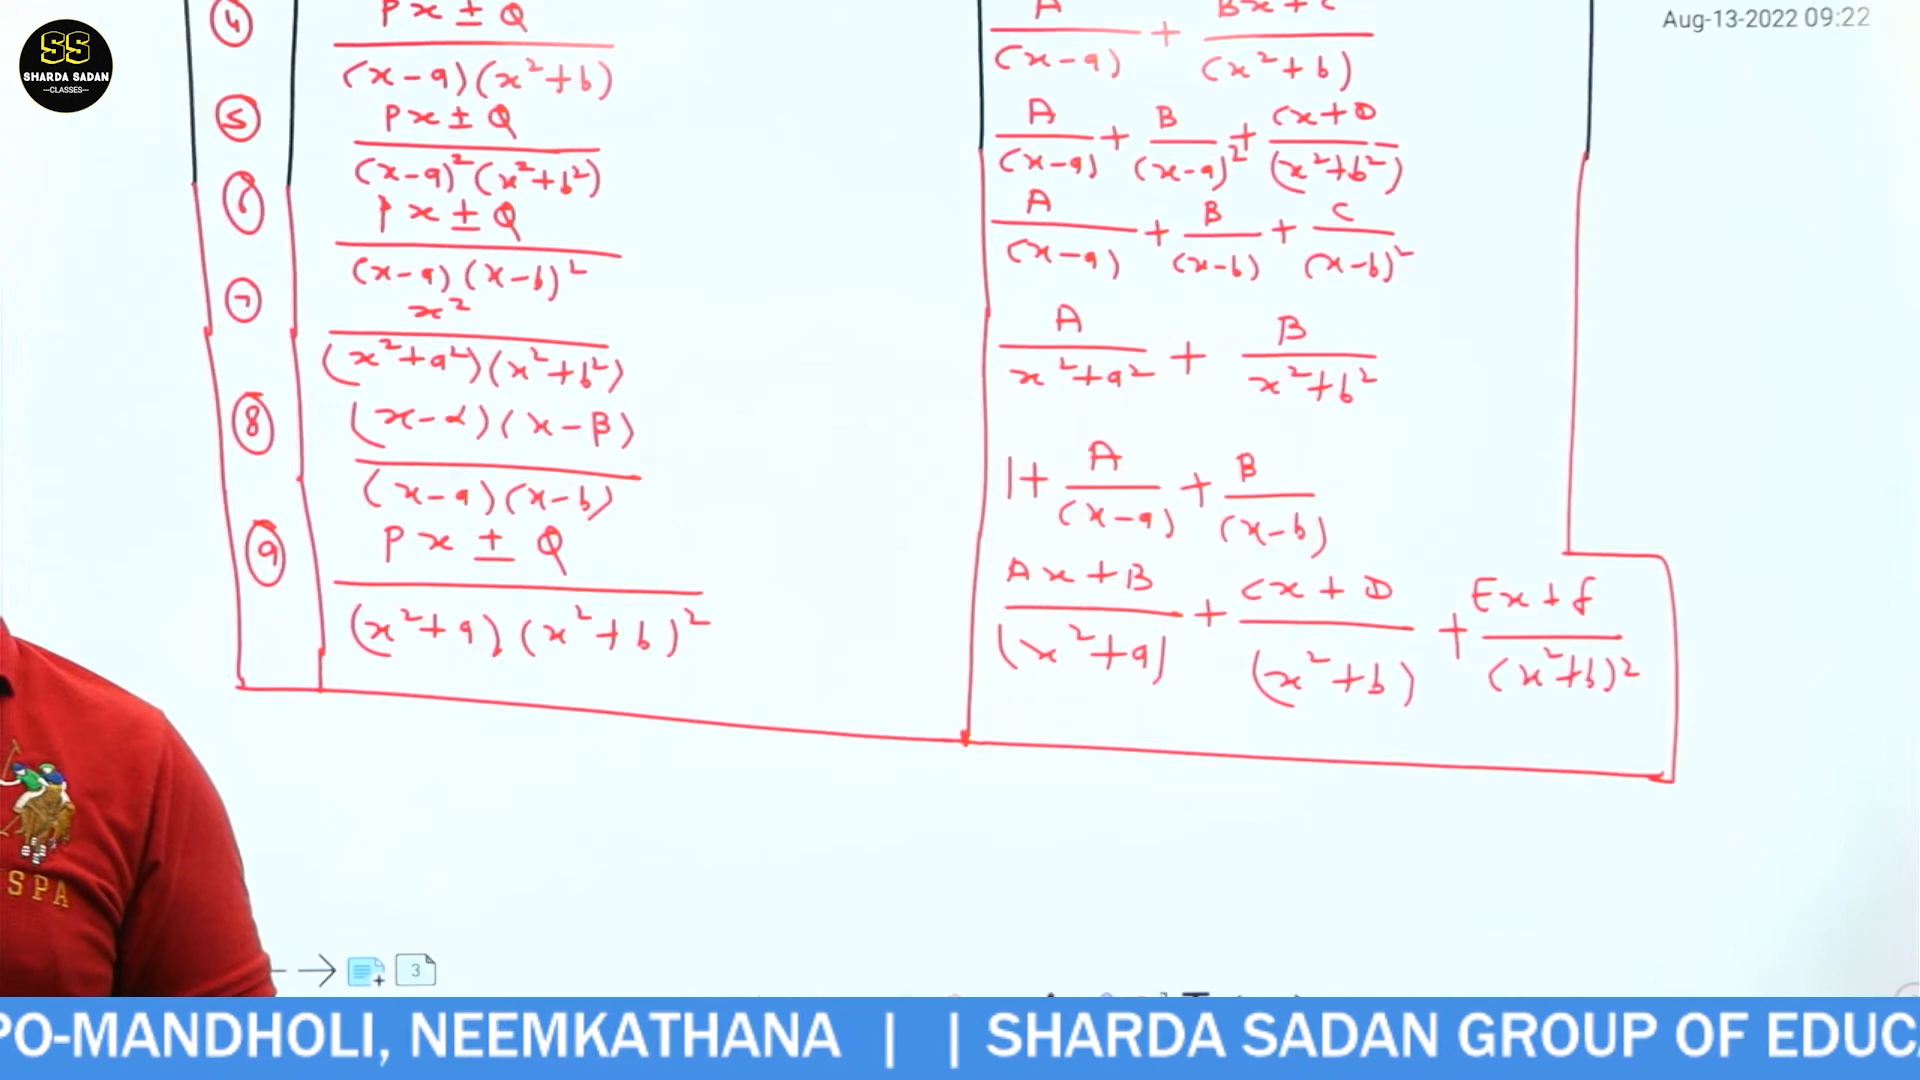 Aug-13-2022 09:22
SS
SHARDA SADAN
---CLASSES---
④ Px ± Q / (x-a)(x²+b)    A/(x-a) + Bx+C/(x²+b)
⑤ Px ± Q / (x-a)²(x²+b²)    A/(x-a) + B/(x-a)² + Cx+D/(x²+b²)
⑥ Px ± Q / (x-a)(x-b)²    A/(x-a) + B/(x-b) + C/(x-b)²
⑦ x² / (x²+a²)(x²+b²)    A/x²+a² + B/x²+b²
⑧ (x-α)(x-β) / (x-a)(x-b)    1 + A/(x-a) + B/(x-b)
⑨ Px ± Q / (x²+a)(x²+b)²    Ax+B/(x²+a) + Cx+D/(x²+b) + Ex+f/(x²+b)²
SPA
3
PO-MANDHOLI, NEEMKATHANA | | SHARDA SADAN GROUP OF EDUC